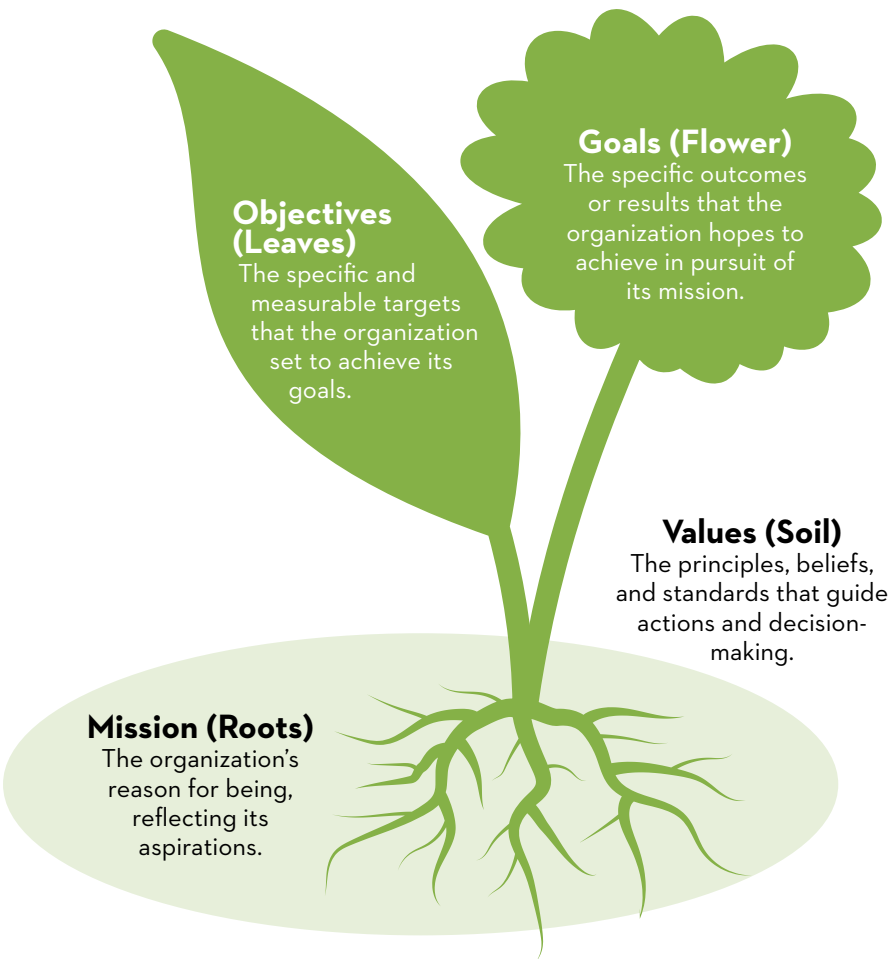 Goals (Flower)
The specific outcomes
or results that the
organization hopes to
achieve in pursuit of
its mission.
Objectives
(Leaves)
The specific and
measurable targets
that the organization
set to achieve its
goals.
Values (Soil)
The principles, beliefs,
and standards that guide
actions and decision-
making.
Mission (Roots)
The organization’s
reason for being,
reflecting its
aspirations.